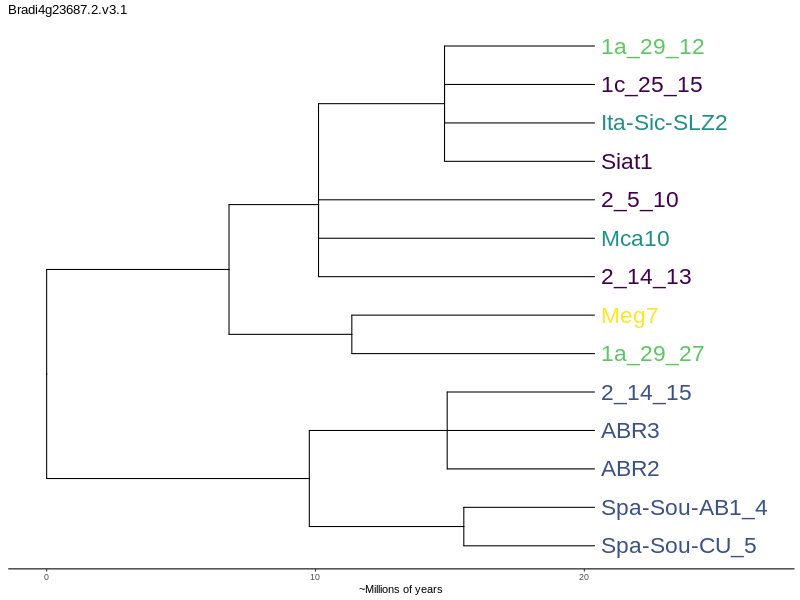 Bradi4g23687.2.v3.1
1a_29_12
1c_25_15
Ita-Sic-SLZ2
Siat1
2_5_10
Mca10
2_14_13
Meg7
1a_29_27
2_14_15
ABR3
ABR2
Spa-Sou-AB1_4
Spa-Sou-CU_5
0 10 20
~Millions of years